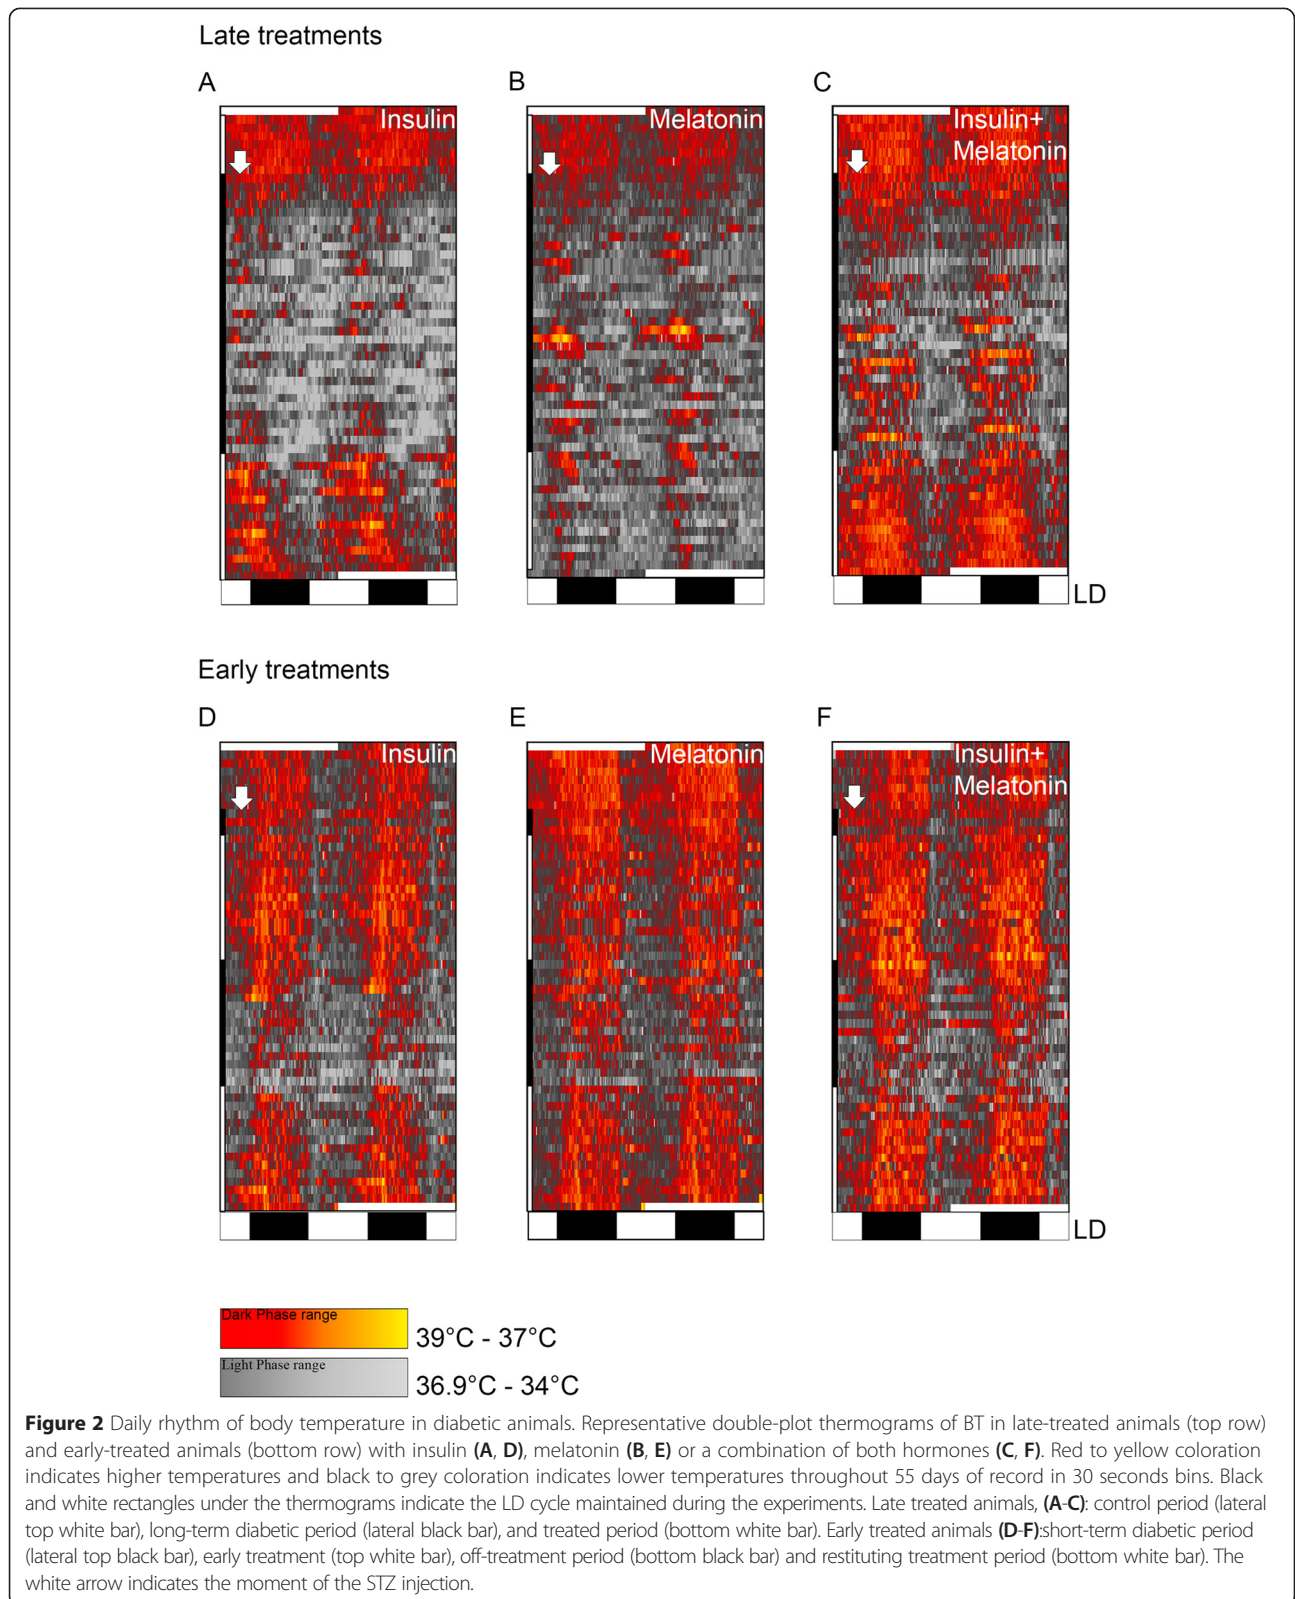 Late treatments
A
B
C
Insulin
Melatonin
Insulin+
Melatonin
LD
Early treatments
D
E
F
Insulin
Melatonin
Insulin+
Melatonin
LD
Dark Phase range
39°C - 37°C
Light Phase range
36.9°C - 34°C
Figure 2 Daily rhythm of body temperature in diabetic animals. Representative double-plot thermograms of BT in late-treated animals (top row)
and early-treated animals (bottom row) with insulin (A, D), melatonin (B, E) or a combination of both hormones (C, F). Red to yellow coloration
indicates higher temperatures and black to grey coloration indicates lower temperatures throughout 55 days of record in 30 seconds bins. Black
and white rectangles under the thermograms indicate the LD cycle maintained during the experiments. Late treated animals, (A-C): control period (lateral
top white bar), long-term diabetic period (lateral black bar), and treated period (bottom white bar). Early treated animals (D-F):short-term diabetic period
(lateral top black bar), early treatment (top white bar), off-treatment period (bottom black bar) and restituting treatment period (bottom white bar). The
white arrow indicates the moment of the STZ injection.